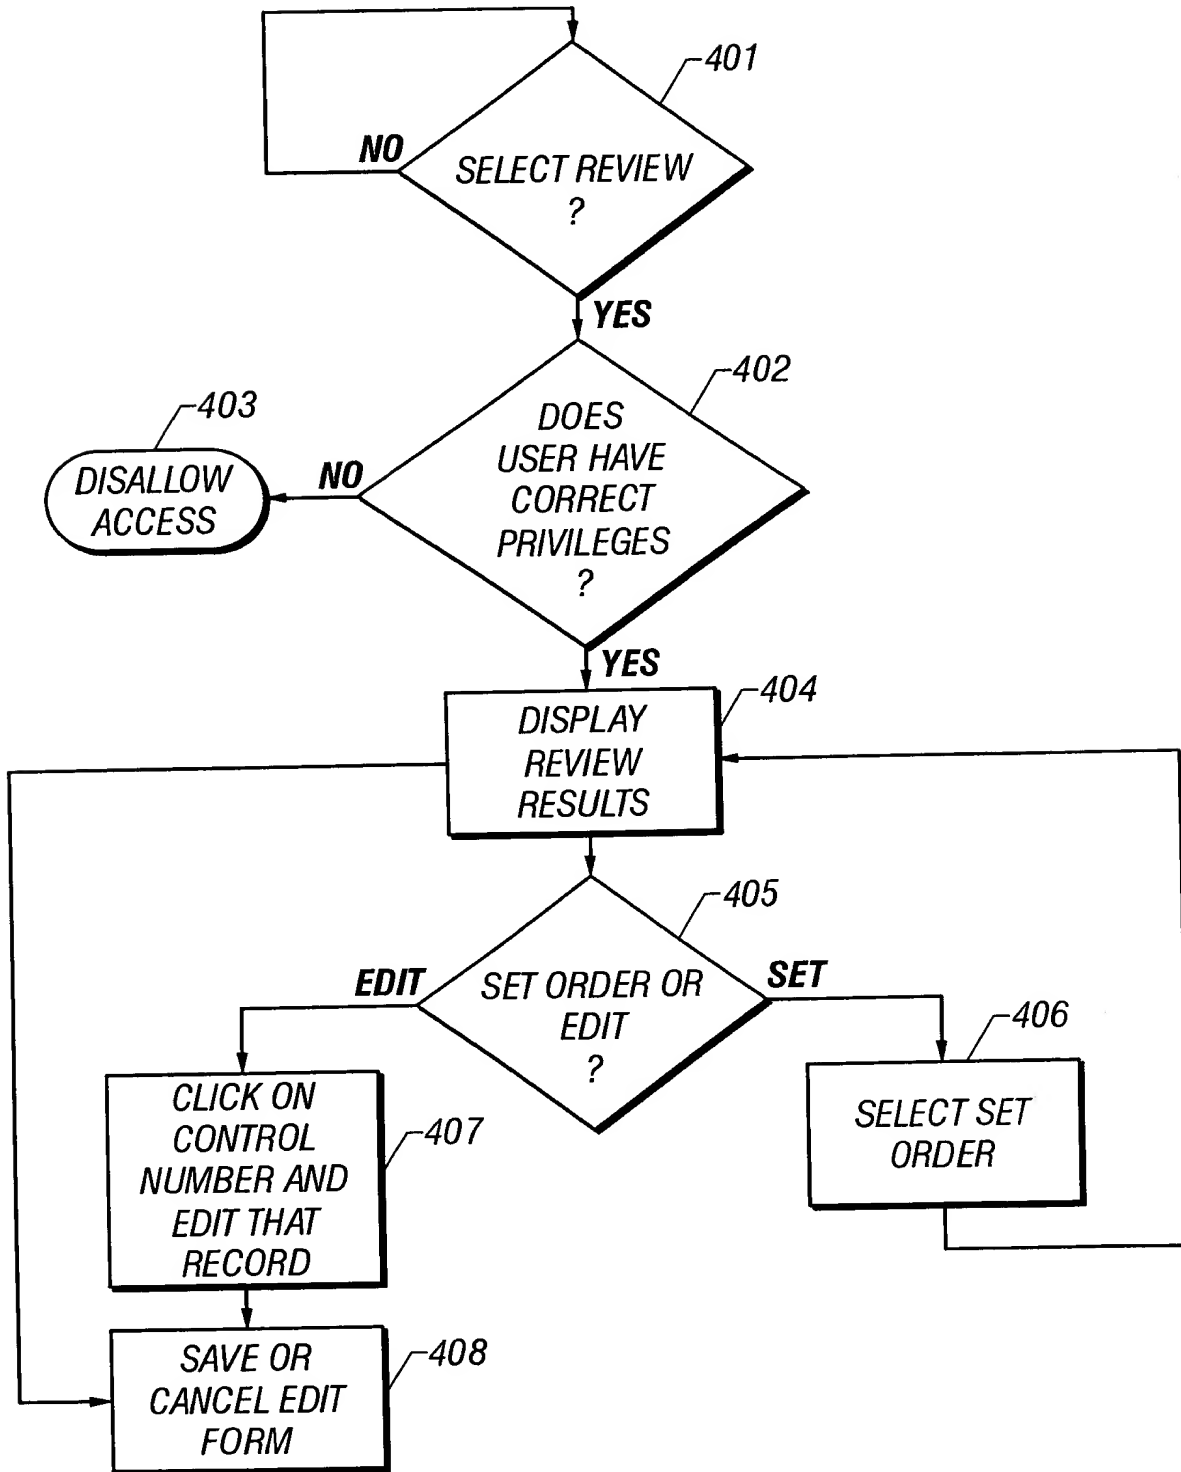 401
NO
SELECT REVIEW
?
YES
402
403
DOES
USER HAVE
CORRECT
PRIVILEGES
?
NO
DISALLOW
ACCESS
YES
404
DISPLAY
REVIEW
RESULTS
405
EDIT
SET ORDER OR
EDIT
?
SET
406
SELECT SET
ORDER
CLICK ON
CONTROL
NUMBER AND
EDIT THAT
RECORD
407
SAVE OR
CANCEL EDIT
FORM
408